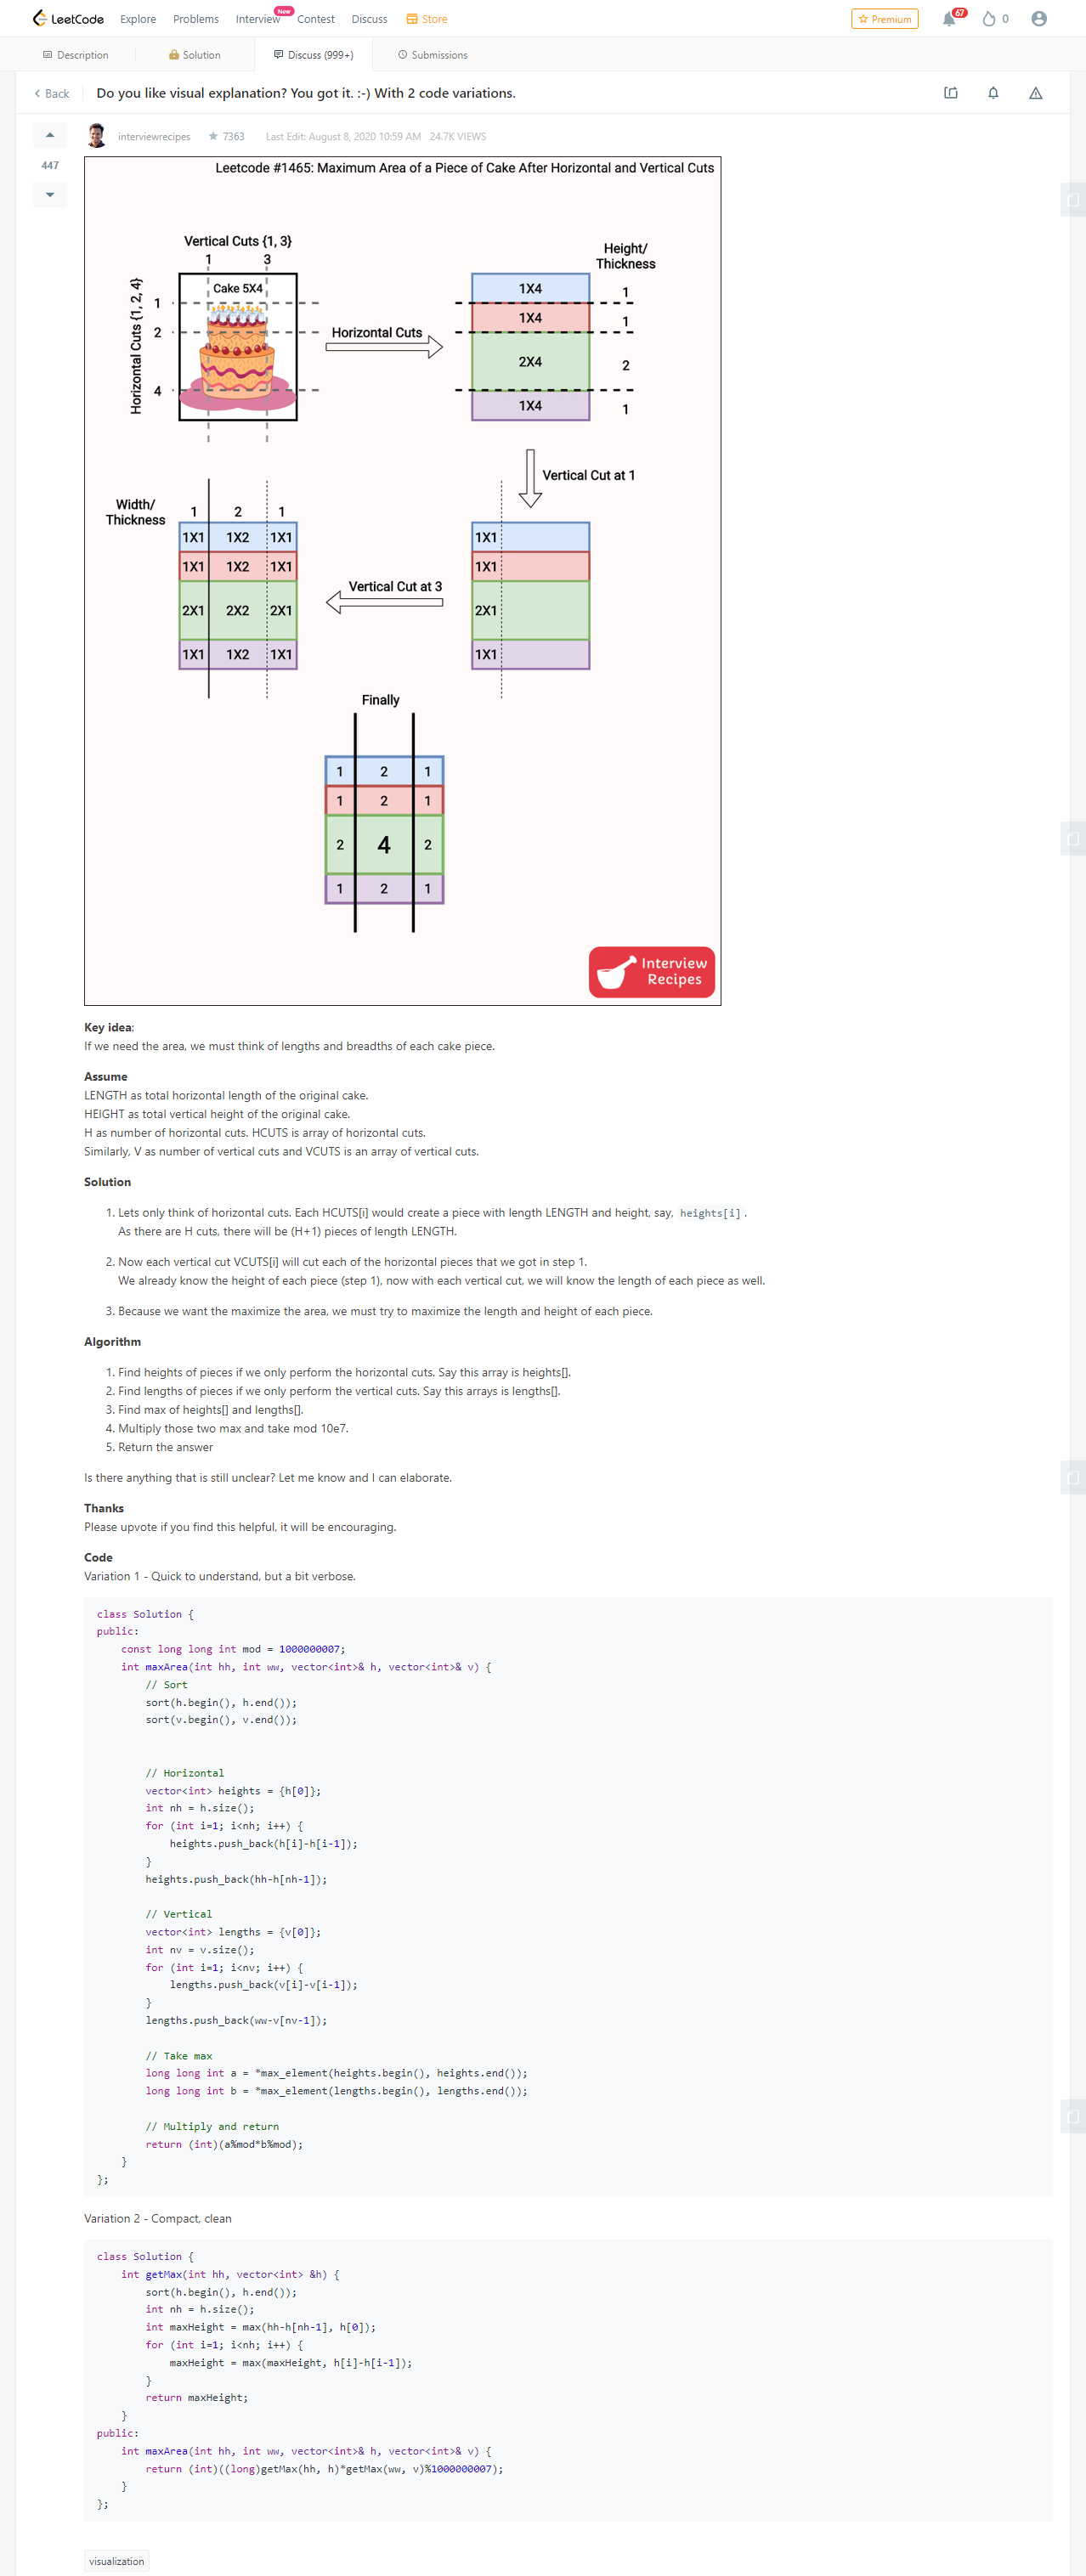 LeetCode Explore Problems Interview New Contest Discuss Store Premium 67 0
Description Solution Discuss (999+) Submissions
Back Do you like visual explanation? You got it. :-) With 2 code variations.
447
interviewrecipes 7363 Last Edit: August 8, 2020 10:59 AM 24.7K VIEWS
Leetcode #1465: Maximum Area of a Piece of Cake After Horizontal and Vertical Cuts
Vertical Cuts {1, 3}
1 3
Horizontal Cuts {1, 2, 4}
1
2
4
Cake 5X4
Horizontal Cuts
Height/
Thickness
1X4 1
1X4 1
2X4 2
1X4 1
Vertical Cut at 1
Width/
Thickness
1 2 1
1X1 1X2 1X1
1X1 1X2 1X1
2X1 2X2 2X1
1X1 1X2 1X1
Vertical Cut at 3
1X1
1X1
2X1
1X1
Finally
1 2 1
1 2 1
2 4 2
1 2 1
Interview
Recipes
Key idea:
If we need the area, we must think of lengths and breadths of each cake piece.
Assume
LENGTH as total horizontal length of the original cake.
HEIGHT as total vertical height of the original cake.
H as number of horizontal cuts. HCUTS is array of horizontal cuts.
Similarly, V as number of vertical cuts and VCUTS is an array of vertical cuts.
Solution
1. Lets only think of horizontal cuts. Each HCUTS[i] would create a piece with length LENGTH and height, say, heights[i].
As there are H cuts, there will be (H+1) pieces of length LENGTH.
2. Now each vertical cut VCUTS[i] will cut each of the horizontal pieces that we got in step 1.
We already know the height of each piece (step 1), now with each vertical cut, we will know the length of each piece as well.
3. Because we want the maximize the area, we must try to maximize the length and height of each piece.
Algorithm
1. Find heights of pieces if we only perform the horizontal cuts. Say this array is heights[].
2. Find lengths of pieces if we only perform the vertical cuts. Say this arrays is lengths[].
3. Find max of heights[] and lengths[].
4. Multiply those two max and take mod 10e7.
5. Return the answer
Is there anything that is still unclear? Let me know and I can elaborate.
Thanks
Please upvote if you find this helpful, it will be encouraging.
Code
Variation 1 - Quick to understand, but a bit verbose.
class Solution {
public:
    const long long int mod = 1000000007;
    int maxArea(int hh, int ww, vector<int>& h, vector<int>& v) {
        // Sort
        sort(h.begin(), h.end());
        sort(v.begin(), v.end());
        // Horizontal
        vector<int> heights = {h[0]};
        int nh = h.size();
        for (int i=1; i<nh; i++) {
            heights.push_back(h[i]-h[i-1]);
        }
        heights.push_back(hh-h[nh-1]);
        // Vertical
        vector<int> lengths = {v[0]};
        int nv = v.size();
        for (int i=1; i<nv; i++) {
            lengths.push_back(v[i]-v[i-1]);
        }
        lengths.push_back(ww-v[nv-1]);
        // Take max
        long long int a = *max_element(heights.begin(), heights.end());
        long long int b = *max_element(lengths.begin(), lengths.end());
        // Multiply and return
        return (int)(a%mod*b%mod);
    }
};
Variation 2 - Compact, clean
class Solution {
    int getMax(int hh, vector<int> &h) {
        sort(h.begin(), h.end());
        int nh = h.size();
        int maxHeight = max(hh-h[nh-1], h[0]);
        for (int i=1; i<nh; i++) {
            maxHeight = max(maxHeight, h[i]-h[i-1]);
        }
        return maxHeight;
    }
public:
    int maxArea(int hh, int ww, vector<int>& h, vector<int>& v) {
        return (int)((long)getMax(hh, h)*getMax(ww, v)%1000000007);
    }
};
visualization